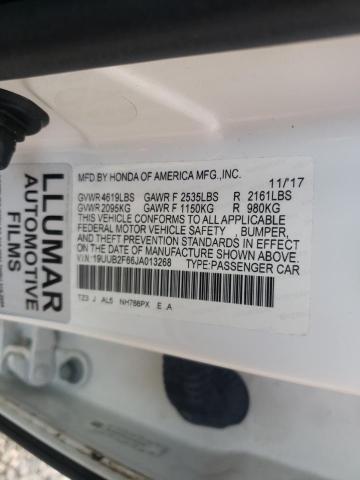 LLUMAR
AUTOMOTIVE
FILMS
MFD.BY HONDA OF AMERICA MFG.,INC. 11/'17
GVWR 4619LBS GAWR F 2535LBS R 2161LBS
GVWR 2095KG GAWR F 1150KG R 980KG
THIS VEHICLE CONFORMS TO ALL APPLICABLE
FEDERAL MOTOR VEHICLE SAFETY , BUMPER,
AND THEFT PREVENTION STANDARDS IN EFFECT
ON THE DATE OF MANUFACTURE SHOWN ABOVE.
V.I.N:19UUB2F66JA013268 TYPE:PASSENGER CAR
TZ3 J AL5 NH788PX E .A